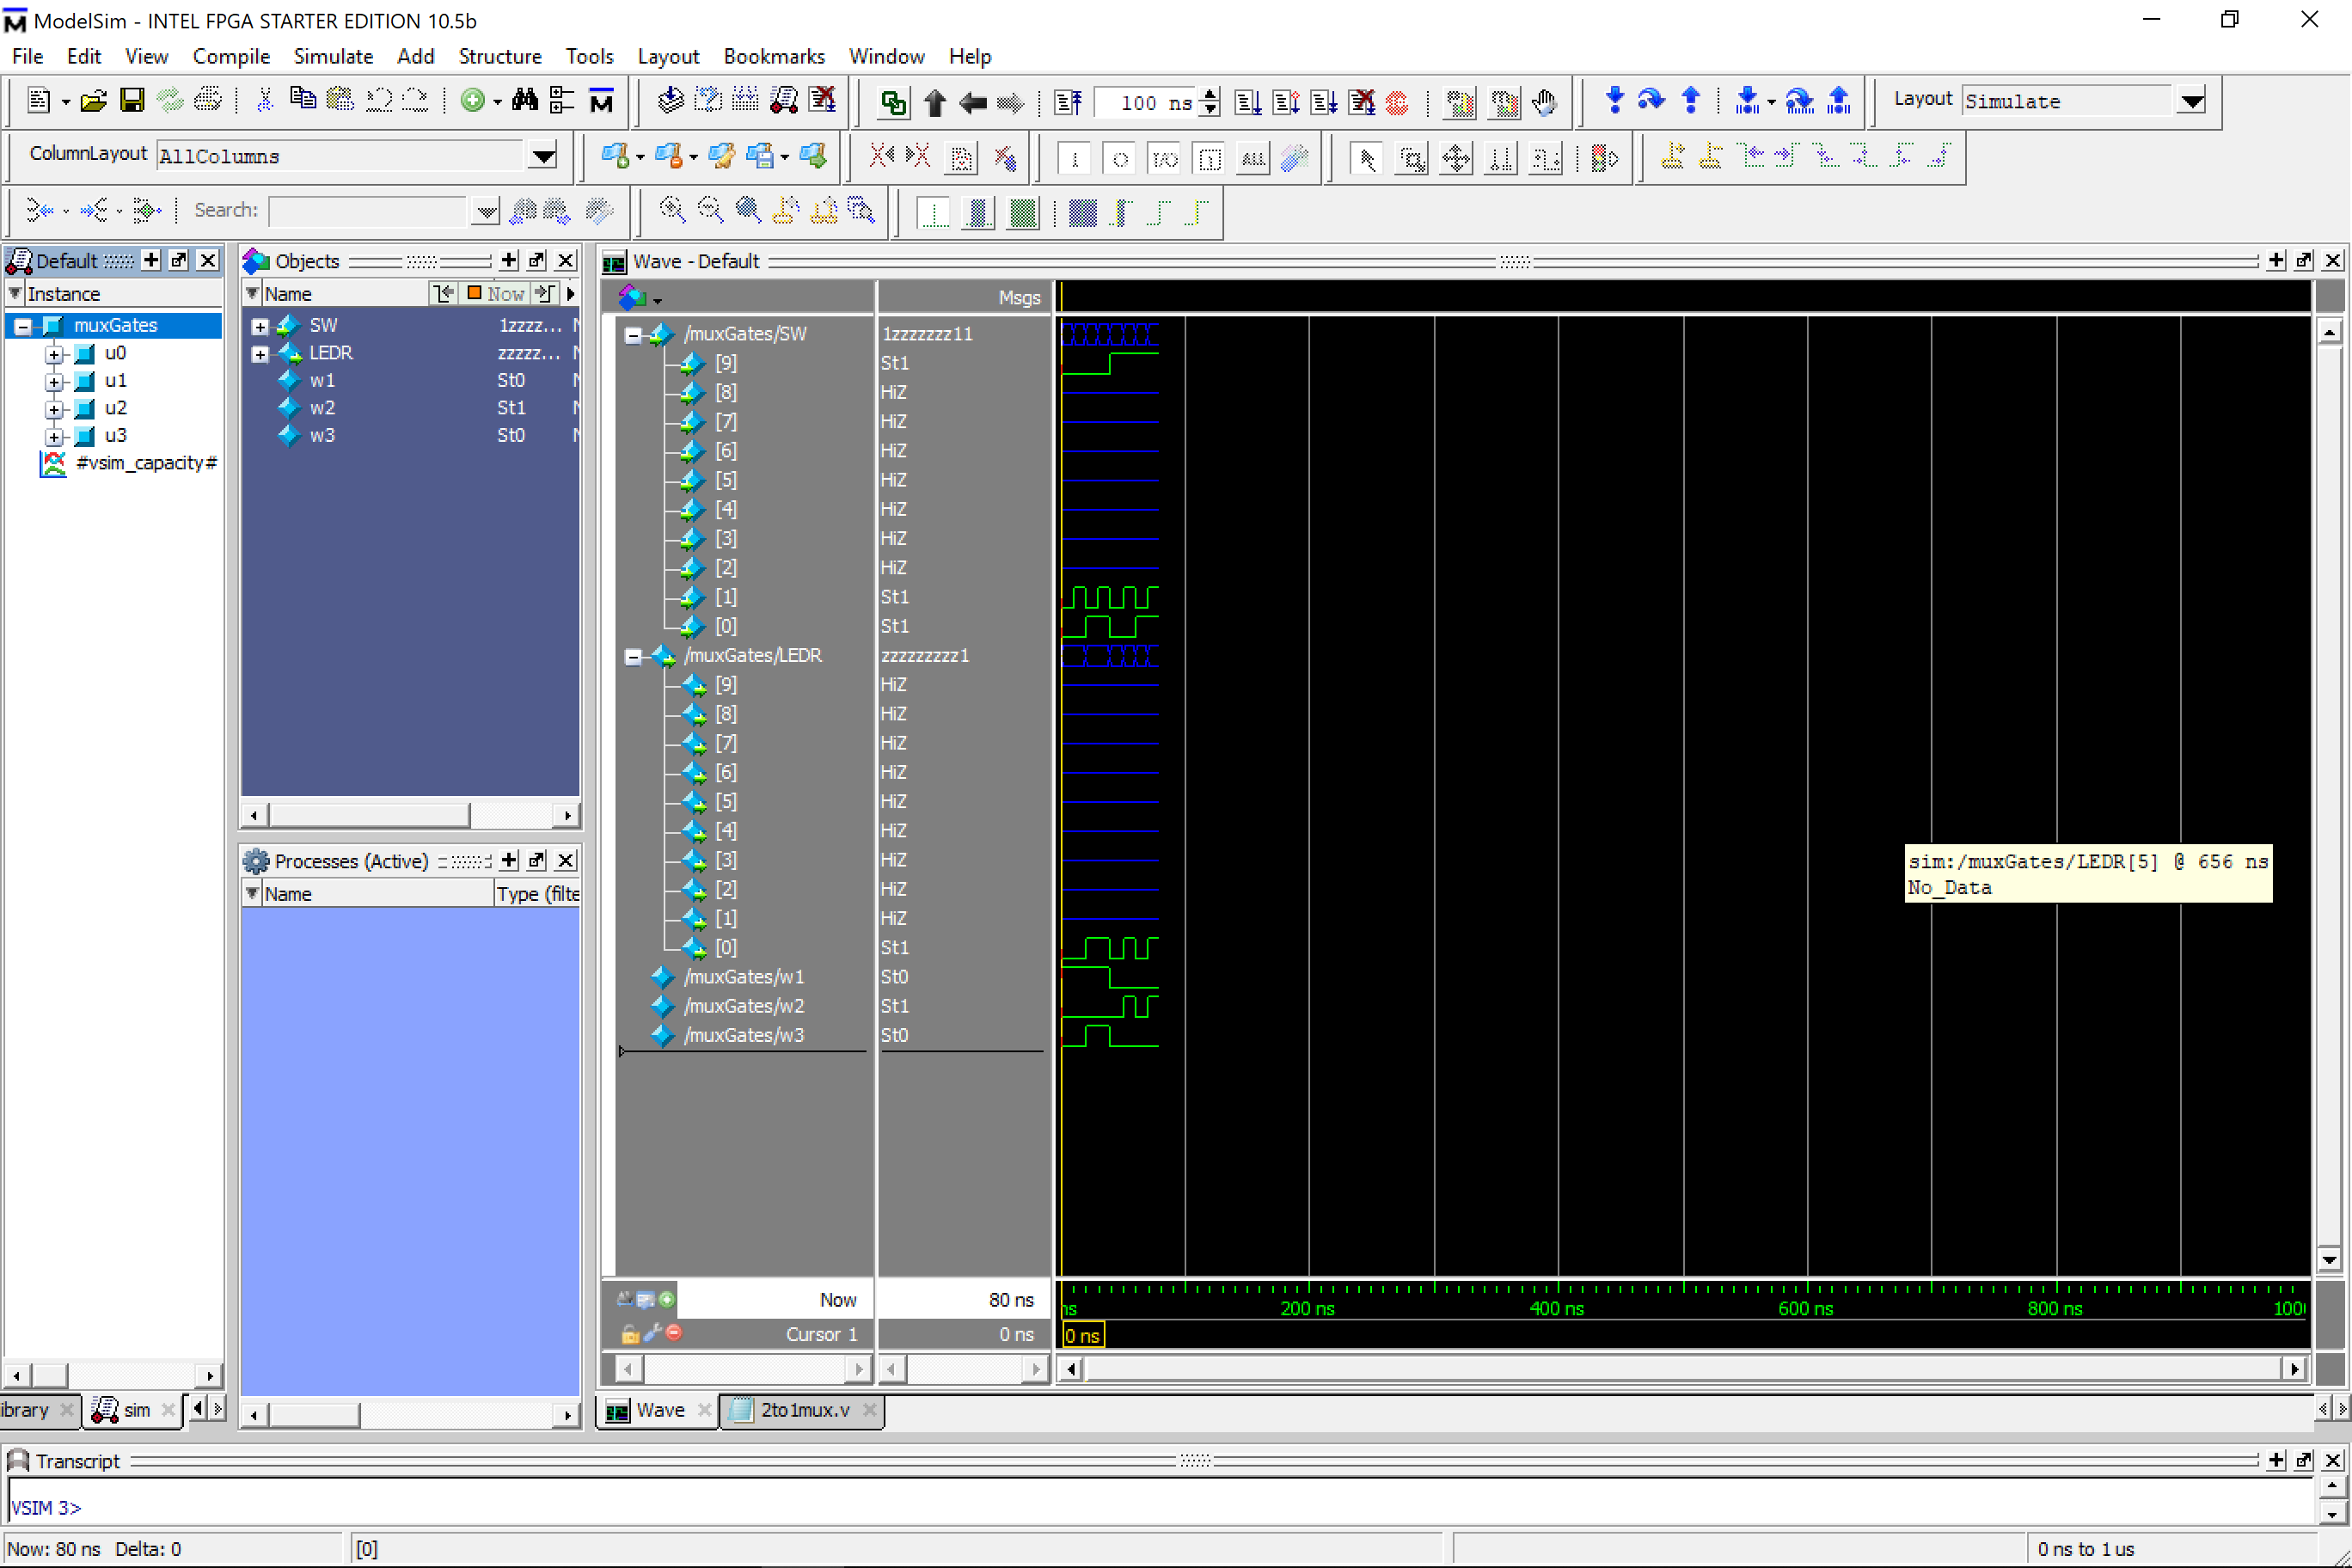 ModelSim - INTEL FPGA STARTER EDITION 10.5b
File Edit View Compile Simulate Add Structure Tools Layout Bookmarks Window Help
100 ns
Layout Simulate
ColumnLayout AllColumns
Search:
Default
Instance
muxGates
u0
u1
u2
u3
#vsim_capacity#
Objects
Name Now
SW 1zzzz...
LEDR zzzzz...
w1 St0
w2 St1
w3 St0
Processes (Active)
Name Type (filte
Wave - Default
Msgs
/muxGates/SW 1zzzzzzz11
[9] St1
[8] HiZ
[7] HiZ
[6] HiZ
[5] HiZ
[4] HiZ
[3] HiZ
[2] HiZ
[1] St1
[0] St1
/muxGates/LEDR zzzzzzzzz1
[9] HiZ
[8] HiZ
[7] HiZ
[6] HiZ
[5] HiZ
[4] HiZ
[3] HiZ
[2] HiZ
[1] HiZ
[0] St1
/muxGates/w1 St0
/muxGates/w2 St1
/muxGates/w3 St0
sim:/muxGates/LEDR[5] @ 656 ns
No_Data
Now 80 ns
ns 200 ns 400 ns 600 ns 800 ns 100
Cursor 1 0 ns
0 ns
ibrary sim
Wave 2to1mux.v
Transcript
VSIM 3>
Now: 80 ns Delta: 0 [0] 0 ns to 1 us